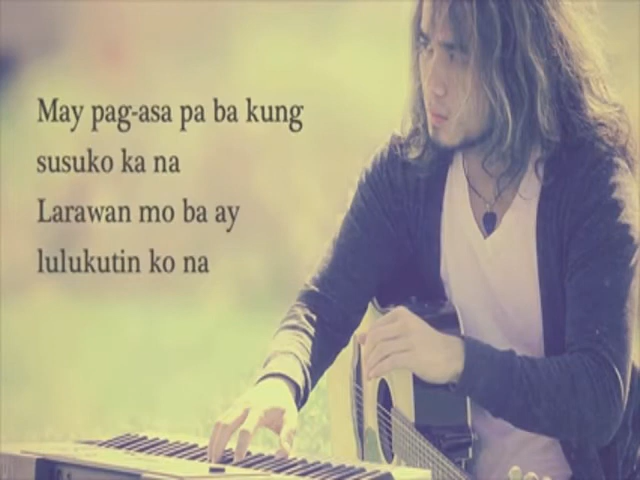 May pag-asa pa ba kung
susuko ka na
Larawan mo ba ay
lulukutin ko na